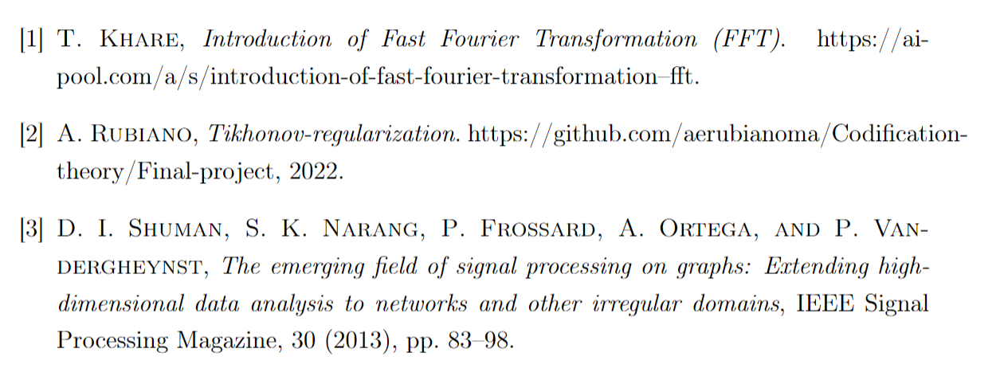 [1] T. KHARE, Introduction of Fast Fourier Transformation (FFT). https://ai-
pool.com/a/s/introduction-of-fast-fourier-transformation–fft.
[2] A. RUBIANO, Tikhonov-regularization. https://github.com/aerubianoma/Codification-
theory/Final-project, 2022.
[3] D. I. SHUMAN, S. K. NARANG, P. FROSSARD, A. ORTEGA, AND P. VAN-
DERGHEYNST, The emerging field of signal processing on graphs: Extending high-
dimensional data analysis to networks and other irregular domains, IEEE Signal
Processing Magazine, 30 (2013), pp. 83–98.